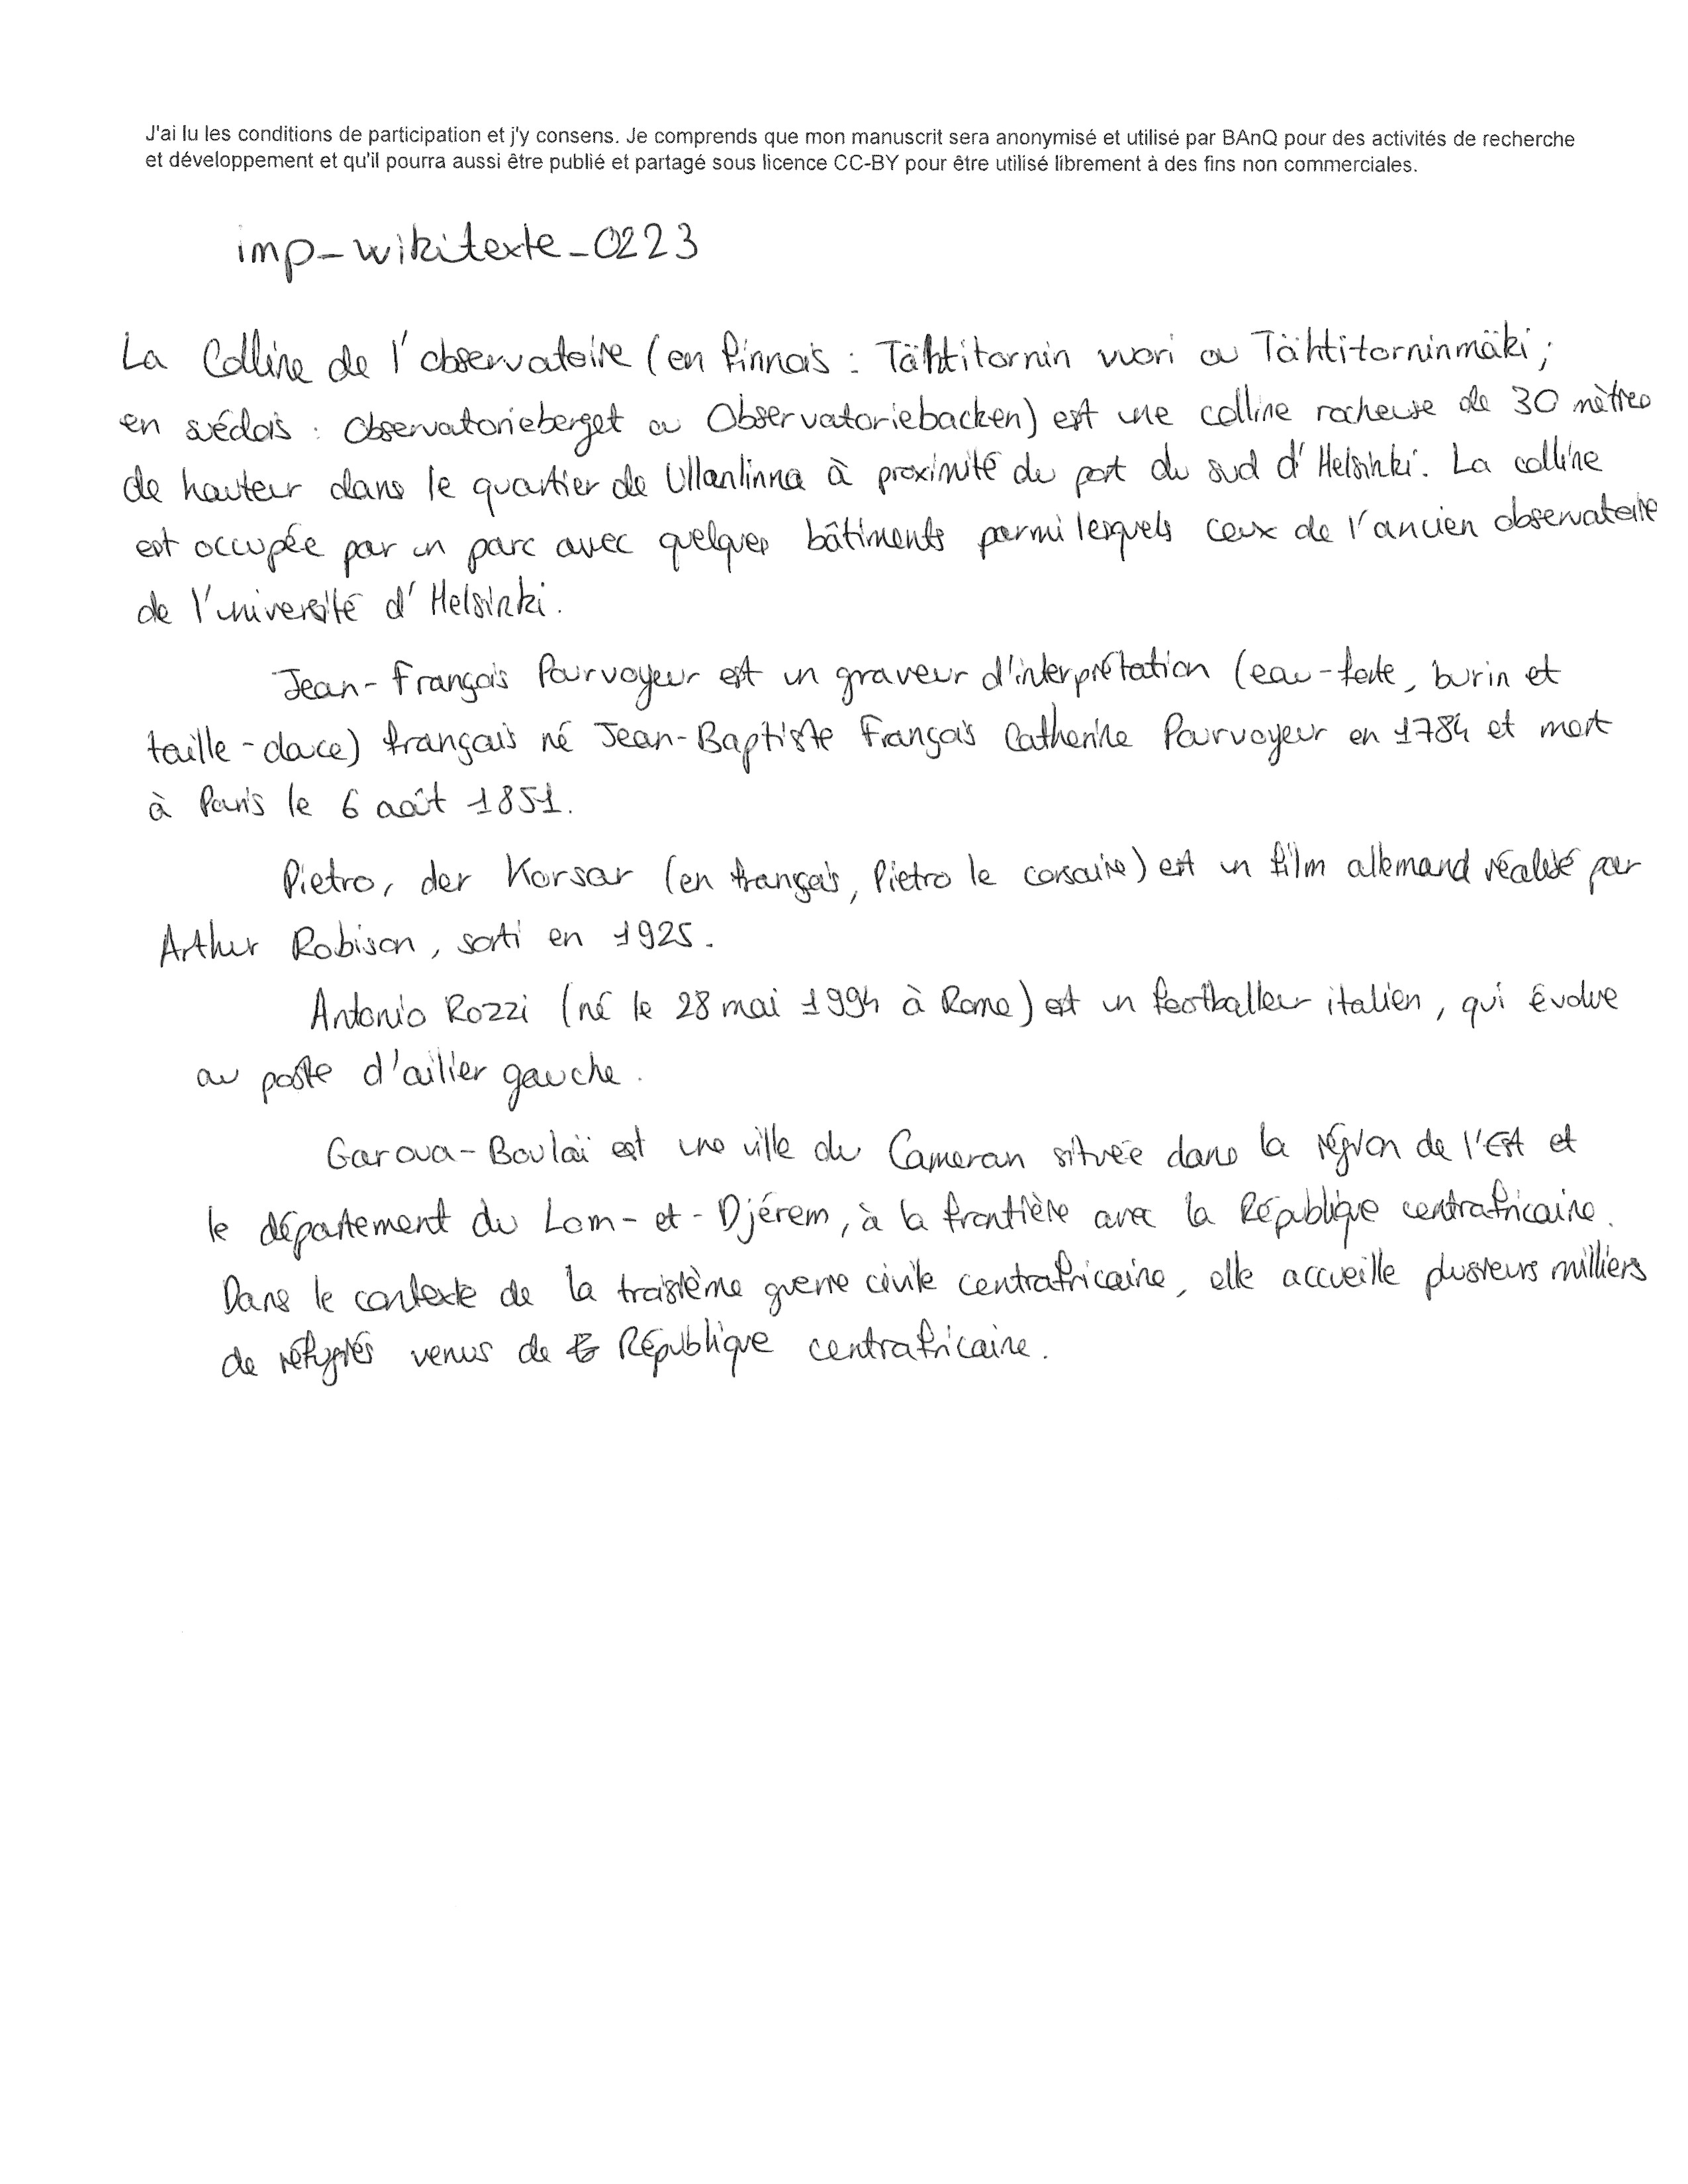 J'ai lu les conditions de participation et j'y consens. Je comprends que mon manuscrit sera anonymisé et utilisé par BAnQ pour des activités de recherche
et développement et qu'il pourra aussi être publié et partagé sous licence CC-BY pour être utilisé librement à des fins non commerciales.
imp-wikitexte_0223
La Colline de l'observatoire (en finnois : Tähtitornin vuori ou Tähtitorninmäki ;
en suédois : Observatorieberget ou Observatoriebacken) est une colline rocheuse de 30 mètres
de hauteur dans le quartier de Ullanlinna à proximité du port du sud d'Helsinki. La colline
est occupée par un parc avec quelques bâtiments parmi lesquels ceux de l'ancien observatoire
de l'université d'Helsinki.
Jean-François Pourvoyeur est un graveur d'interprétation (eau-forte, burin et
taille-douce) français né Jean-Baptiste François Catherine Pourvoyeur en 1784 et mort
à Paris le 6 août 1851.
Pietro, der Korsar (en français, Pietro le corsaire) est un film allemand réalisé par
Arthur Robison, sorti en 1925.
Antonio Rozzi (né le 28 mai 1994 à Rome) est un footballeur italien, qui évolue
au poste d'ailier gauche.
Garoua-Boulaï est une ville du Cameroun située dans la région de l'Est et
le département du Lom-et-Djérem, à la frontière avec la République centrafricaine.
Dans le contexte de la troisième guerre civile centrafricaine, elle accueille plusieurs milliers
de réfugiés venus de République centrafricaine.